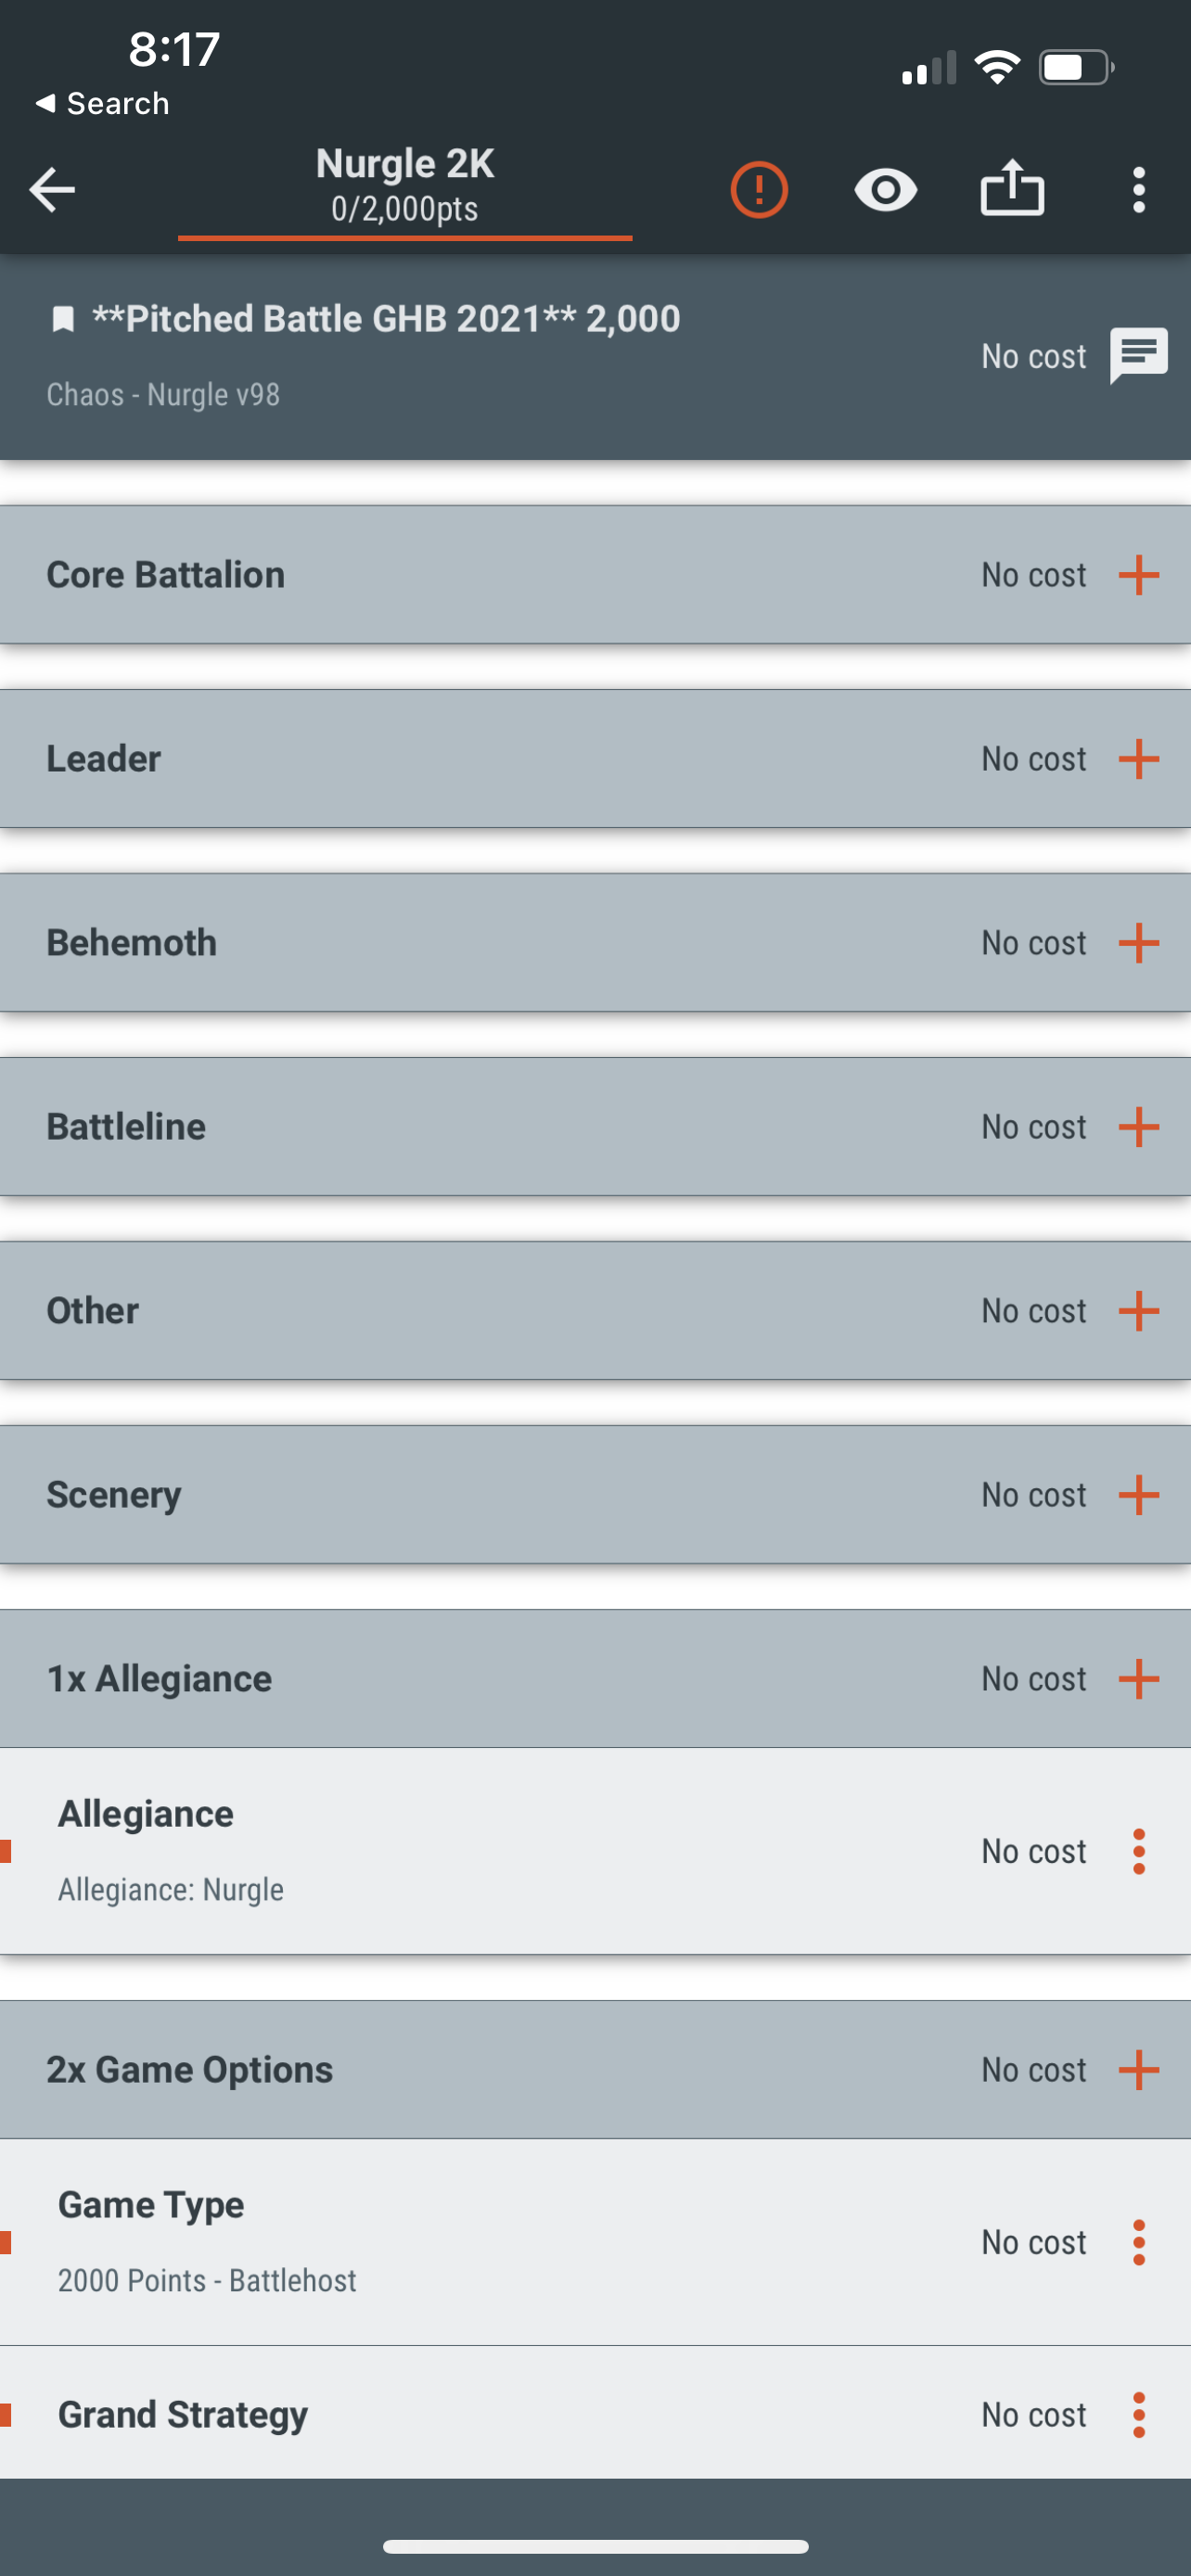 8:17
◀ Search
Nurgle 2K
0/2,000pts
**Pitched Battle GHB 2021** 2,000
No cost
Chaos - Nurgle v98
Core Battalion No cost
Leader No cost
Behemoth No cost
Battleline No cost
Other No cost
Scenery No cost
1x Allegiance No cost
Allegiance
No cost
Allegiance: Nurgle
2x Game Options No cost
Game Type
No cost
2000 Points - Battlehost
Grand Strategy No cost